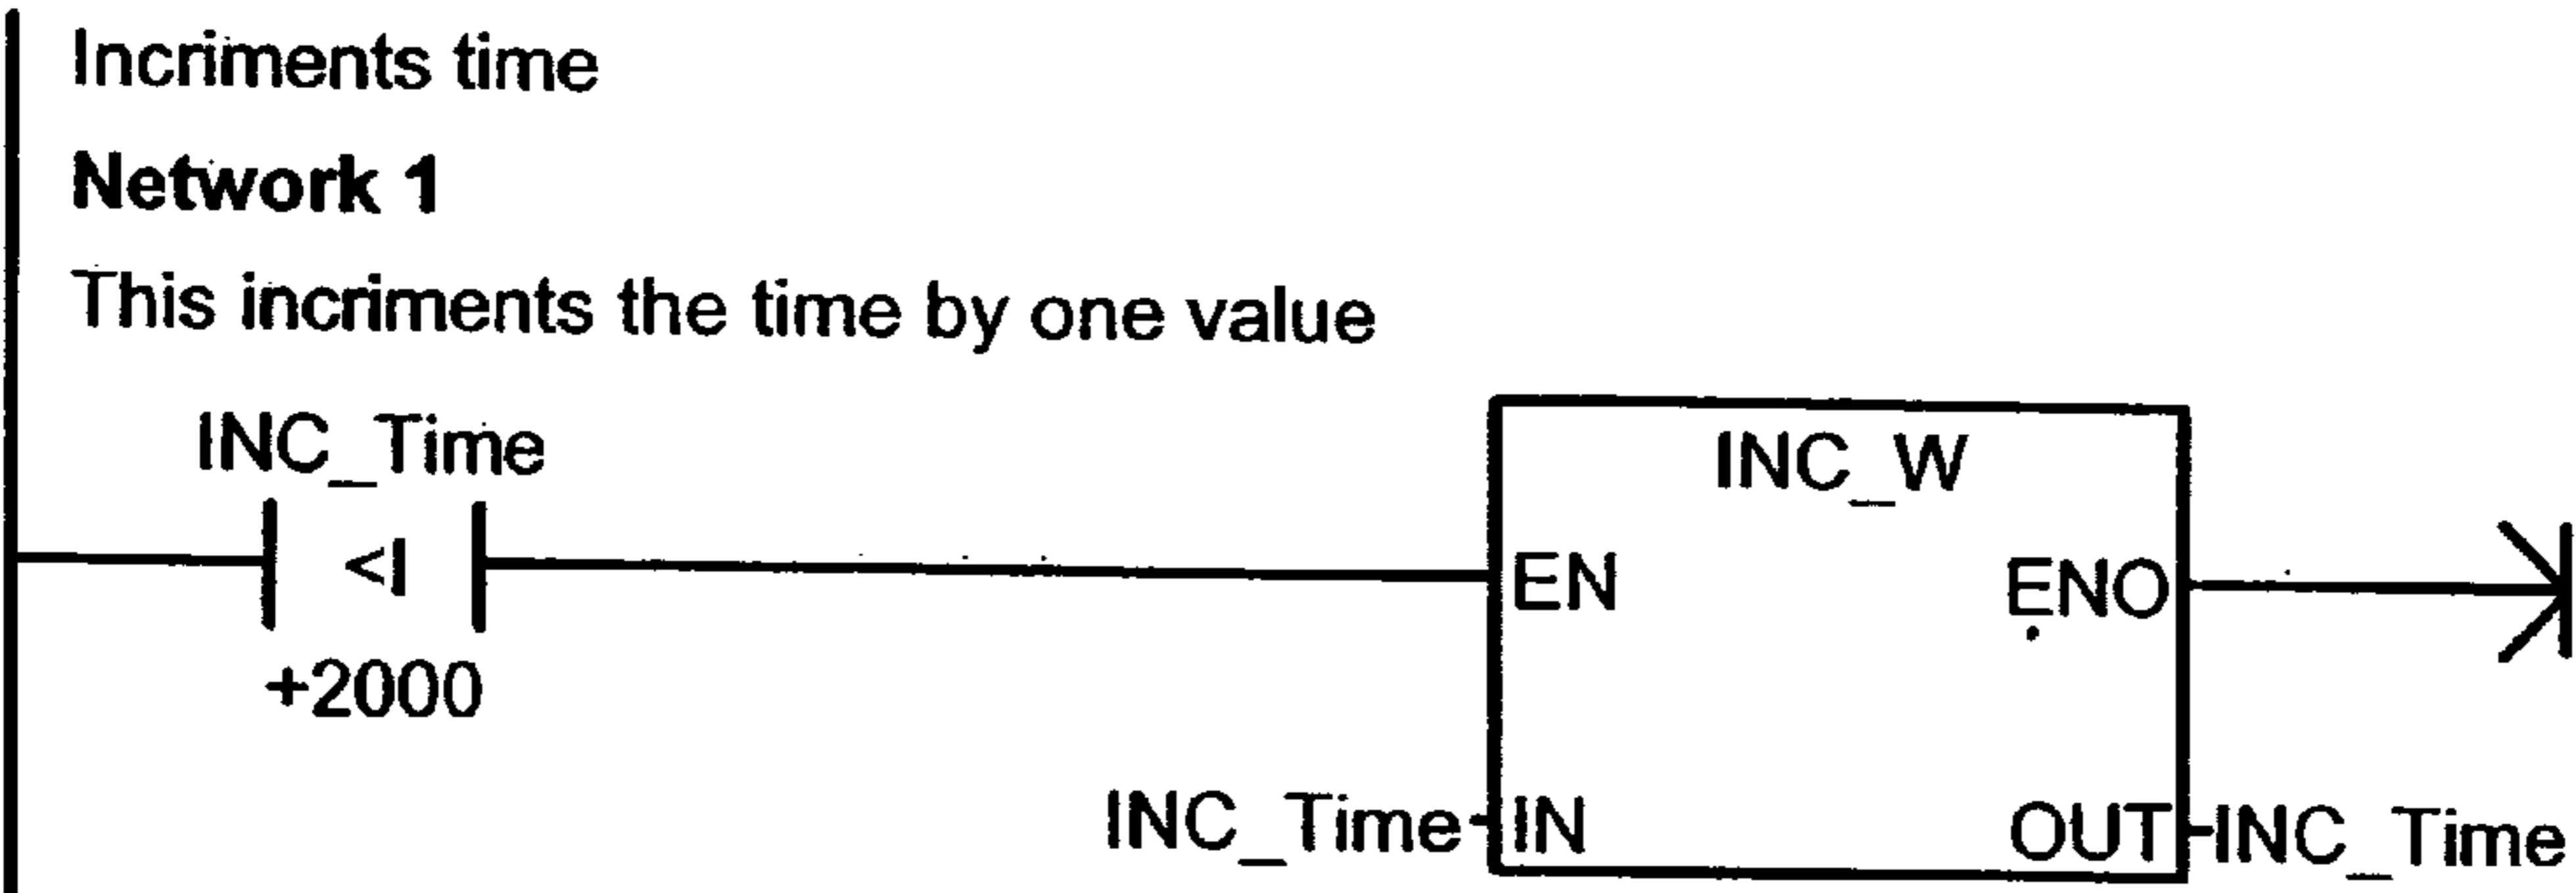 Incriments time
Network 1
This incriments the time by one value
INC_Time
INC_W
<I
EN
ENO
+2000
INC_Time
IN
OUT
INC_Time